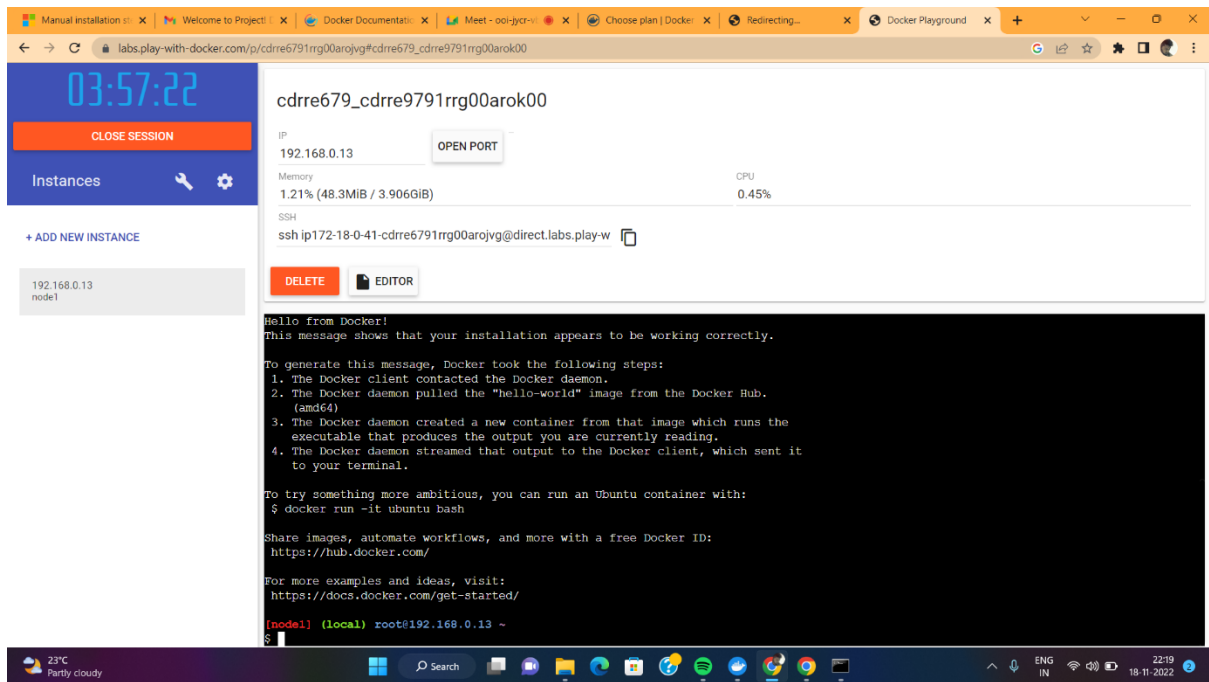 Manual installation st
Welcome to Project
Docker Documentatio
Meet - ooi-jycr-v
Choose plan | Docker
Redirecting...
Docker Playground
labs.play-with-docker.com/p/cdrre6791rrg00arojvg#cdrre679_cdrre9791rrg00arok00
03:57:22
CLOSE SESSION
Instances
+ ADD NEW INSTANCE
192.168.0.13
node1
cdrre679_cdrre9791rrg00arok00
IP
192.168.0.13
OPEN PORT
Memory
1.21% (48.3MiB / 3.906GiB)
CPU
0.45%
SSH
ssh ip172-18-0-41-cdrre6791rrg00arojvg@direct.labs.play-w
DELETE
EDITOR
Hello from Docker!
This message shows that your installation appears to be working correctly.
To generate this message, Docker took the following steps:
1. The Docker client contacted the Docker daemon.
2. The Docker daemon pulled the "hello-world" image from the Docker Hub.
(amd64)
3. The Docker daemon created a new container from that image which runs the
executable that produces the output you are currently reading.
4. The Docker daemon streamed that output to the Docker client, which sent it
to your terminal.
To try something more ambitious, you can run an Ubuntu container with:
$ docker run -it ubuntu bash
Share images, automate workflows, and more with a free Docker ID:
https://hub.docker.com/
For more examples and ideas, visit:
https://docs.docker.com/get-started/
[node1] (local) root@192.168.0.13 ~
$
23°C
Partly cloudy
Search
ENG
IN
22:19
18-11-2022
2